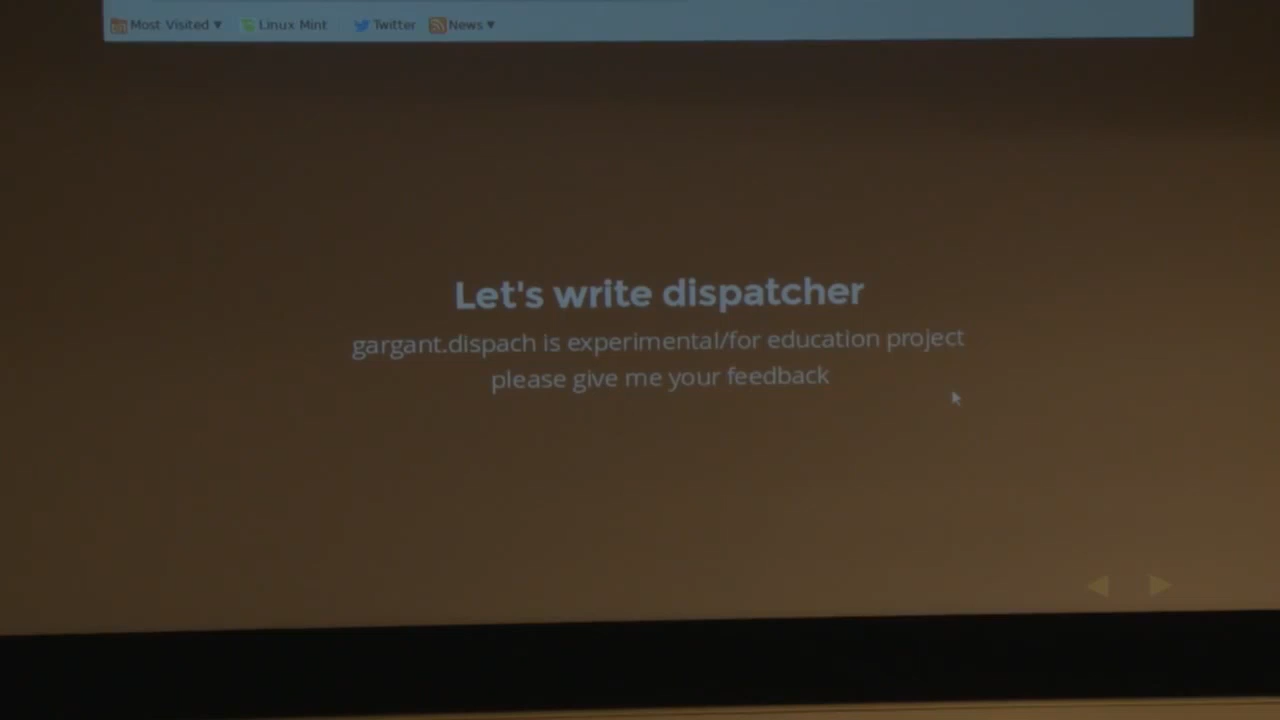 Most Visited ▼ Linux Mint Twitter News ▼
Let's write dispatcher
gargant.dispach is experimental/for education project
please give me your feedback